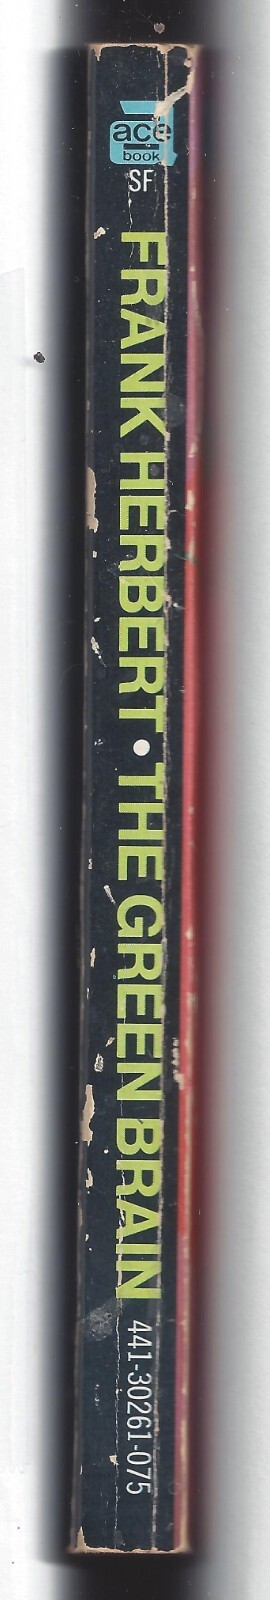 ace
book
SF
FRANK HERBERT • THE GREEN BRAIN
441-30261-075